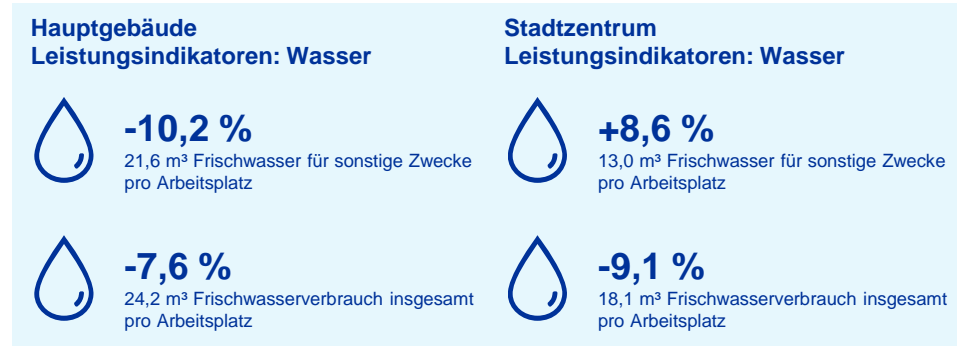 Hauptgebäude
Leistungsindikatoren: Wasser
-10,2 %
21,6 m³ Frischwasser für sonstige Zwecke
pro Arbeitsplatz
-7,6 %
24,2 m³ Frischwasserverbrauch insgesamt
pro Arbeitsplatz
Stadtzentrum
Leistungsindikatoren: Wasser
+8,6 %
13,0 m³ Frischwasser für sonstige Zwecke
pro Arbeitsplatz
-9,1 %
18,1 m³ Frischwasserverbrauch insgesamt
pro Arbeitsplatz